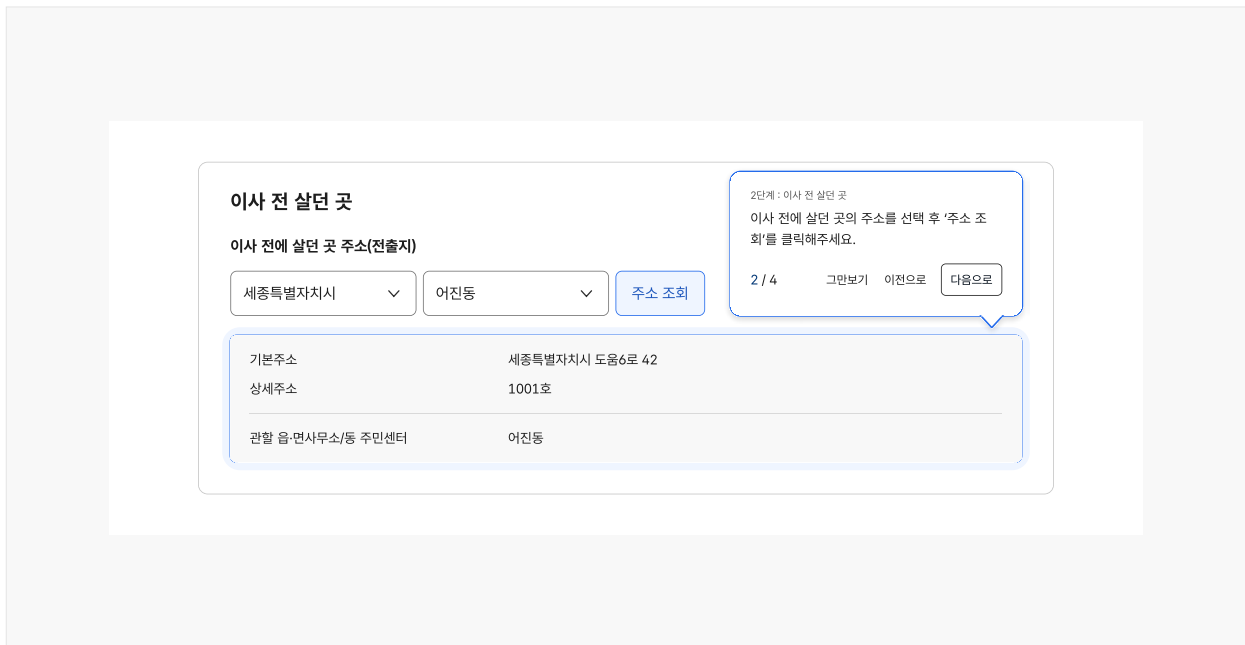 이사 전 살던 곳
이사 전에 살던 곳 주소(전출지)
세종특별자치시
어진동
주소 조회
2단계 : 이사 전 살던 곳
이사 전에 살던 곳의 주소를 선택 후 ‘주소 조
회’를 클릭해주세요.
2 / 4
그만보기
이전으로
다음으로
기본주소 세종특별자치시 도움6로 42
상세주소 1001호
관할 읍·면사무소/동 주민센터 어진동